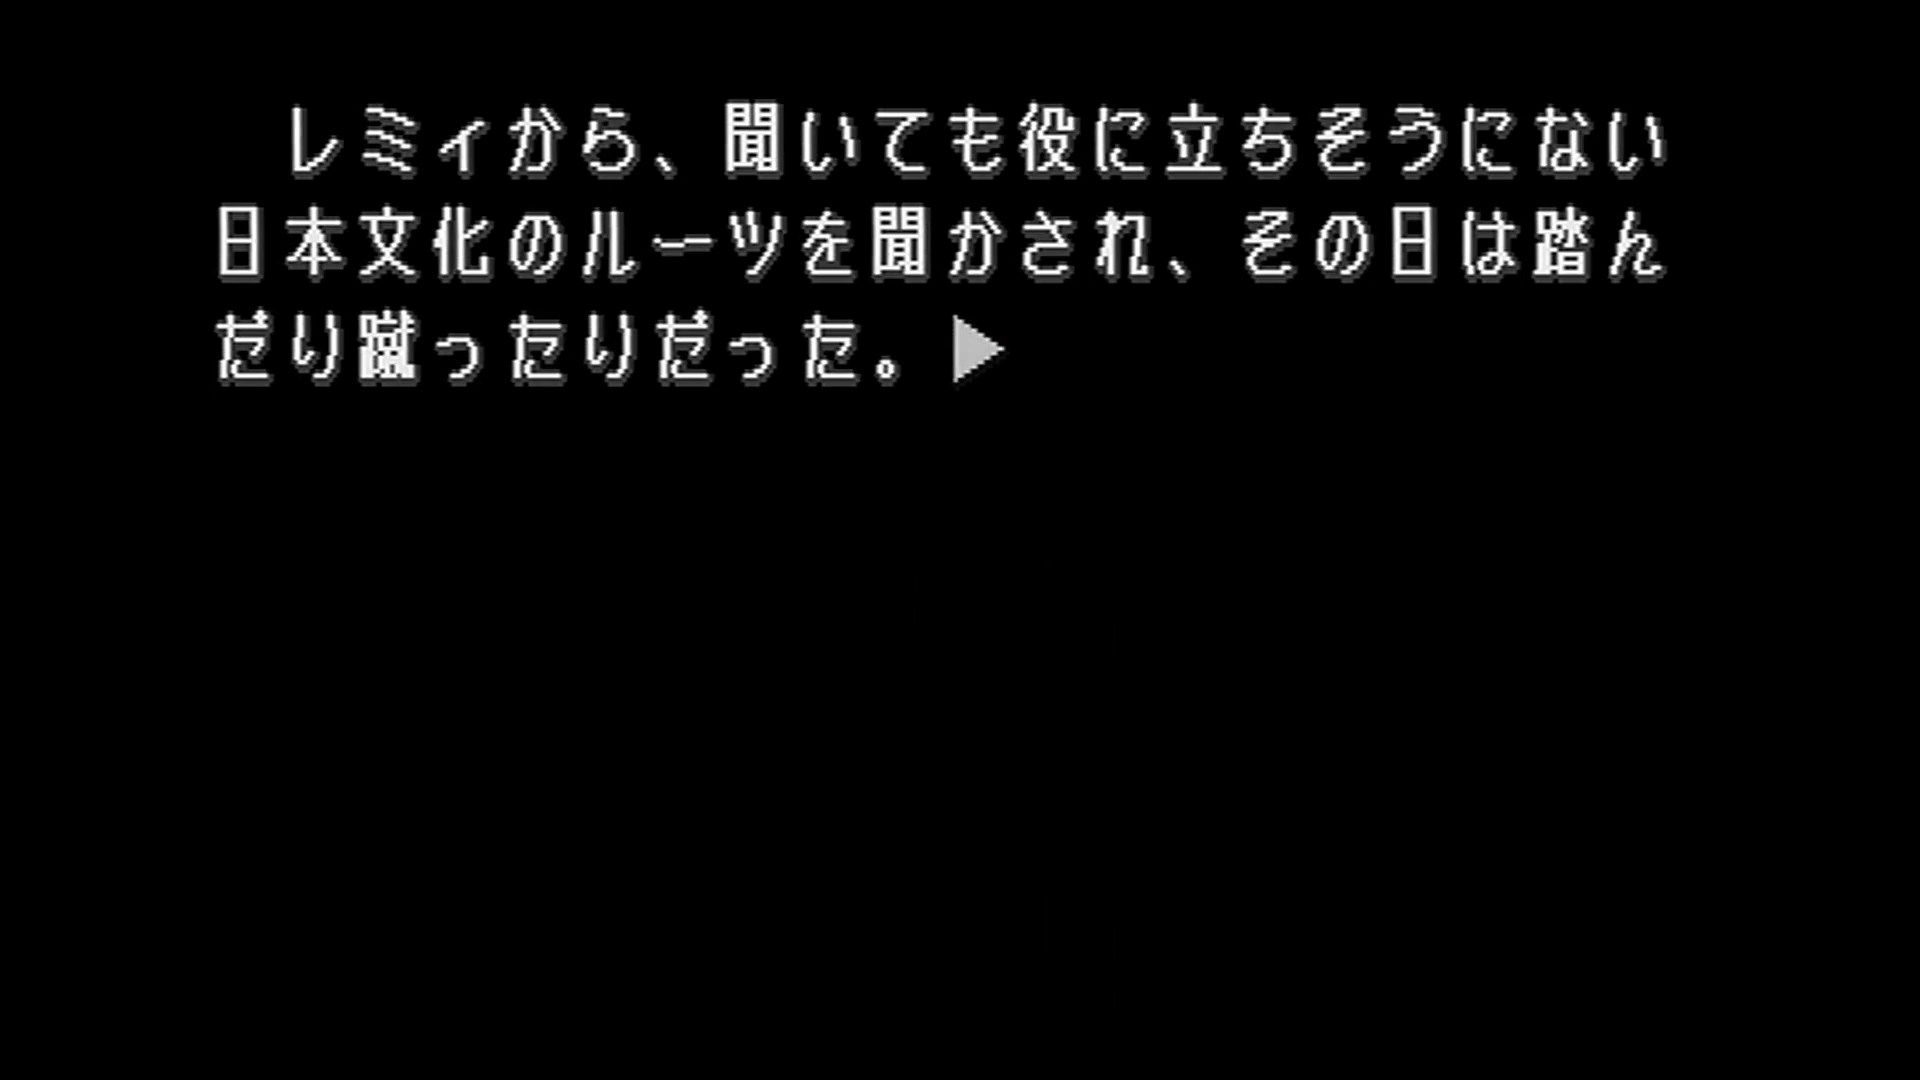 レミィから、聞いても役に立ちそうにない
日本文化のルーツを聞かされ、その日は踏ん
だり蹴ったりだった。▶